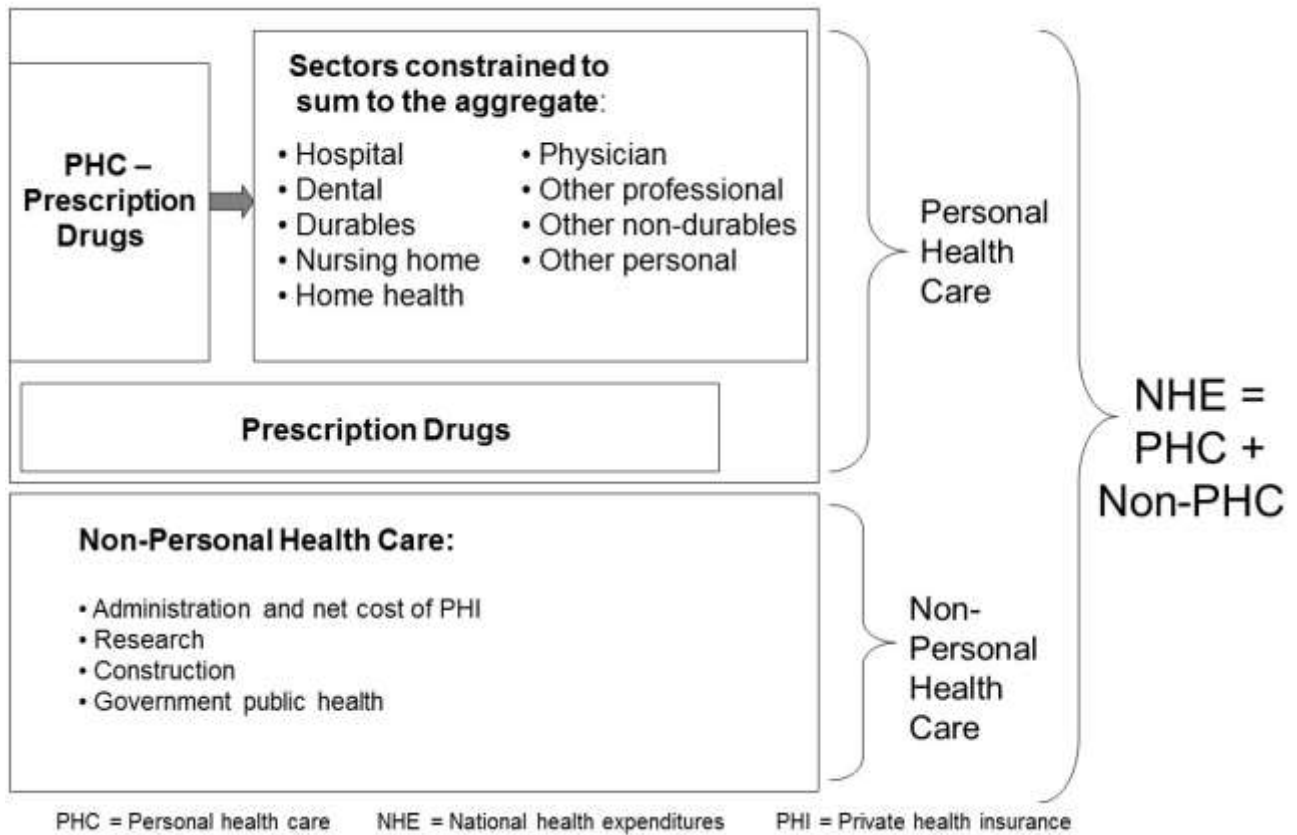 PHC –
Prescription
Drugs
Sectors constrained to
sum to the aggregate:
• Hospital
• Dental
• Durables
• Nursing home
• Home health
• Physician
• Other professional
• Other non-durables
• Other personal
Prescription Drugs
Personal
Health
Care
Non-Personal Health Care:
• Administration and net cost of PHI
• Research
• Construction
• Government public health
Non-
Personal
Health
Care
NHE =
PHC +
Non-PHC
PHC = Personal health care NHE = National health expenditures PHI = Private health insurance